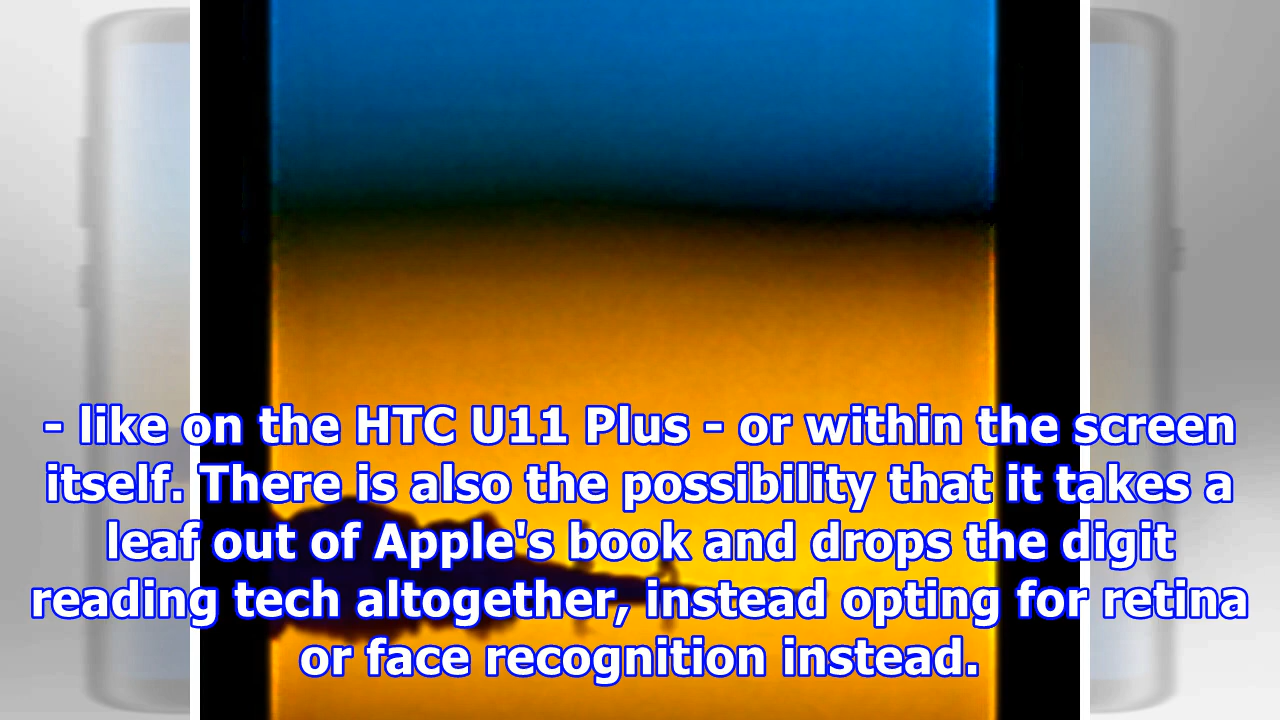 - like on the HTC U11 Plus - or within the screen
itself. There is also the possibility that it takes a
leaf out of Apple's book and drops the digit
reading tech altogether, instead opting for retina
or face recognition instead.